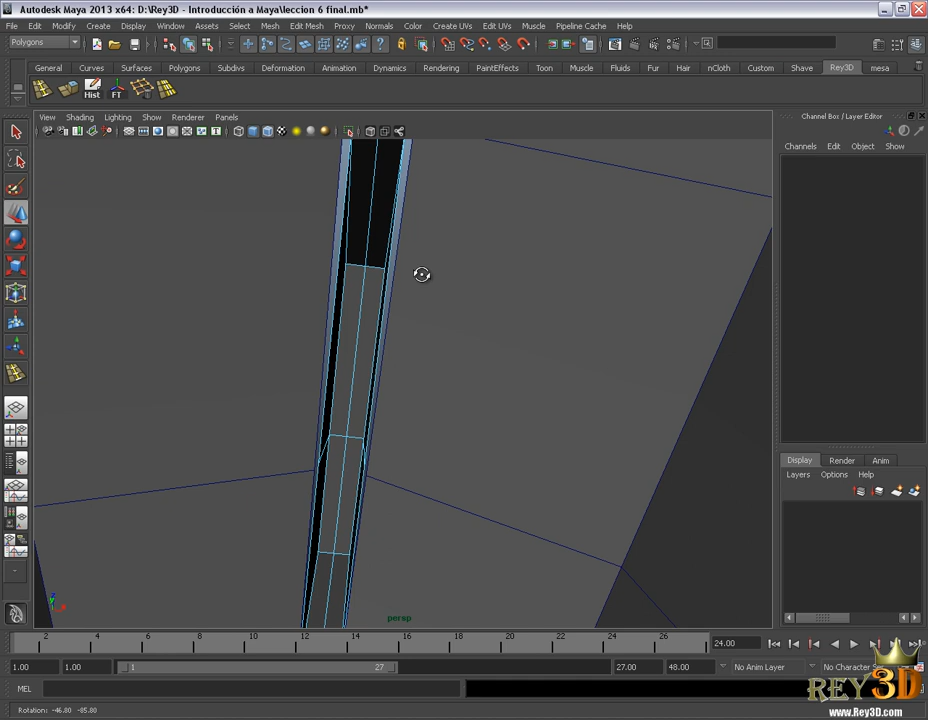 Autodesk Maya 2013 x64: D:\Rey3D - Introducción a Maya\leccion 6 final.mb*
File Edit Modify Create Display Window Assets Select Mesh Edit Mesh Proxy Normals Color Create UVs Edit UVs Muscle Pipeline Cache Help
Polygons
General Curves Surfaces Polygons Subdivs Deformation Animation Dynamics Rendering PaintEffects Toon Muscle Fluids Fur Hair nCloth Custom Shave Rey3D mesa
Hist FT
View Shading Lighting Show Renderer Panels
Channel Box / Layer Editor
Channels Edit Object Show
persp
Display Render Anim
Layers Options Help
2 4 6 8 10 12 14 16 18 20 22 24 26
24.00
1.00 1.00 1 27 27.00 48.00 No Anim Layer No Character
MEL
Rotation: -46.80 -85.80
REY3D
www.Rey3D.com